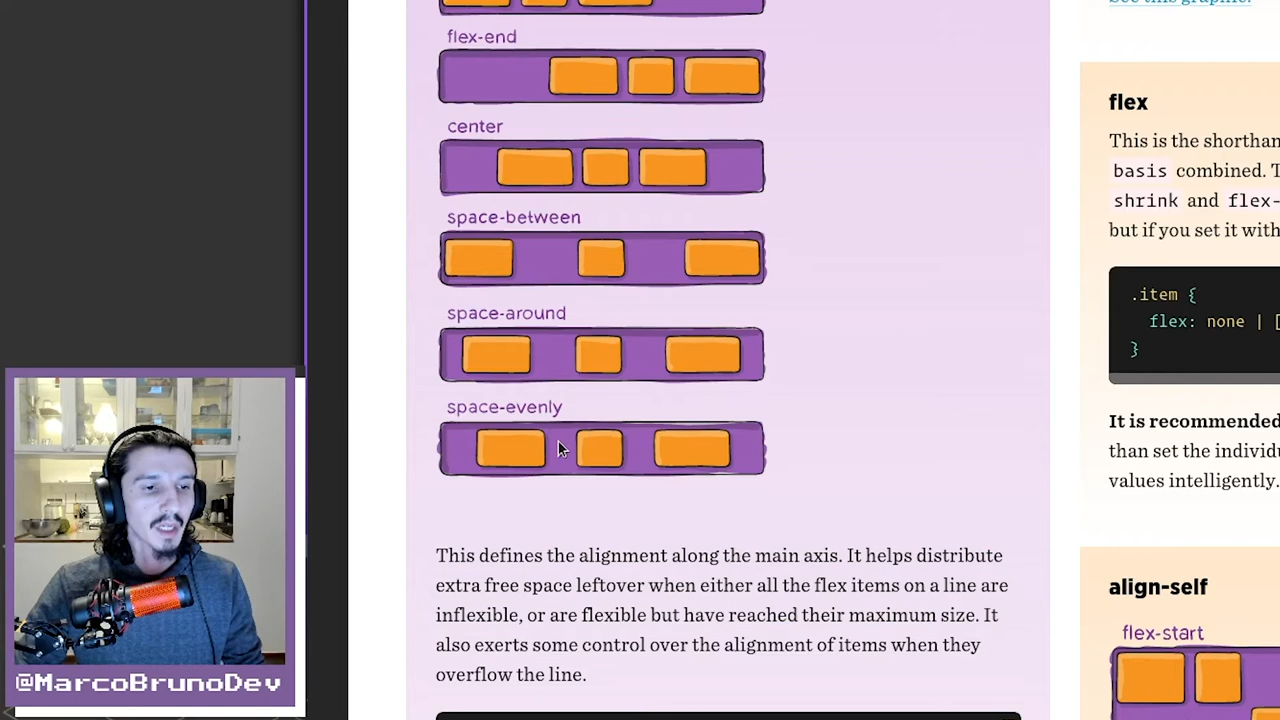 See this graphic.
flex-end
center
space-between
space-around
space-evenly
This defines the alignment along the main axis. It helps distribute
extra free space leftover when either all the flex items on a line are
inflexible, or are flexible but have reached their maximum size. It
also exerts some control over the alignment of items when they
overflow the line.
flex
This is the shorthan
basis combined. T
shrink and flex-
but if you set it with
.item {
flex: none | [
}
It is recommended
than set the individu
values intelligently.
align-self
flex-start
@MarcoBrunoDev